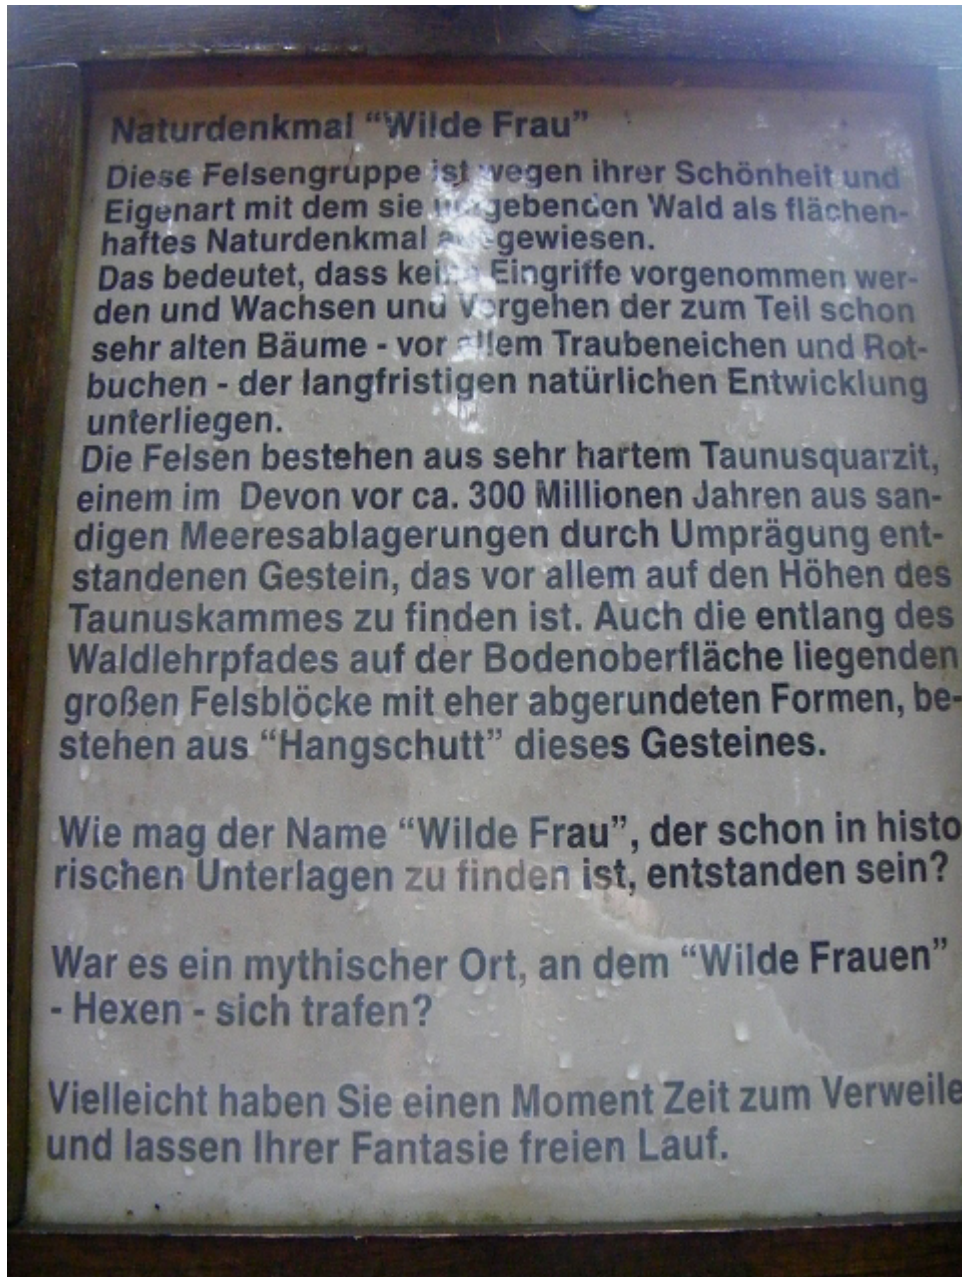 Naturdenkmal “Wilde Frau”
Diese Felsengruppe ist wegen ihrer Schönheit und
Eigenart mit dem sie umgebenden Wald als flächen-
haftes Naturdenkmal ausgewiesen.
Das bedeutet, dass keine Eingriffe vorgenommen wer-
den und Wachsen und Vergehen der zum Teil schon
sehr alten Bäume - vor allem Traubeneichen und Rot-
buchen - der langfristigen natürlichen Entwicklung
unterliegen.
Die Felsen bestehen aus sehr hartem Taunusquarzit,
einem im Devon vor ca. 300 Millionen Jahren aus san-
digen Meeresablagerungen durch Umprägung ent-
standenen Gestein, das vor allem auf den Höhen des
Taunuskammes zu finden ist. Auch die entlang des
Waldlehrpfades auf der Bodenoberfläche liegenden
großen Felsblöcke mit eher abgerundeten Formen, be-
stehen aus “Hangschutt” dieses Gesteines.
Wie mag der Name “Wilde Frau”, der schon in histo
rischen Unterlagen zu finden ist, entstanden sein?
War es ein mythischer Ort, an dem “Wilde Frauen”
- Hexen - sich trafen?
Vielleicht haben Sie einen Moment Zeit zum Verweile
und lassen Ihrer Fantasie freien Lauf.